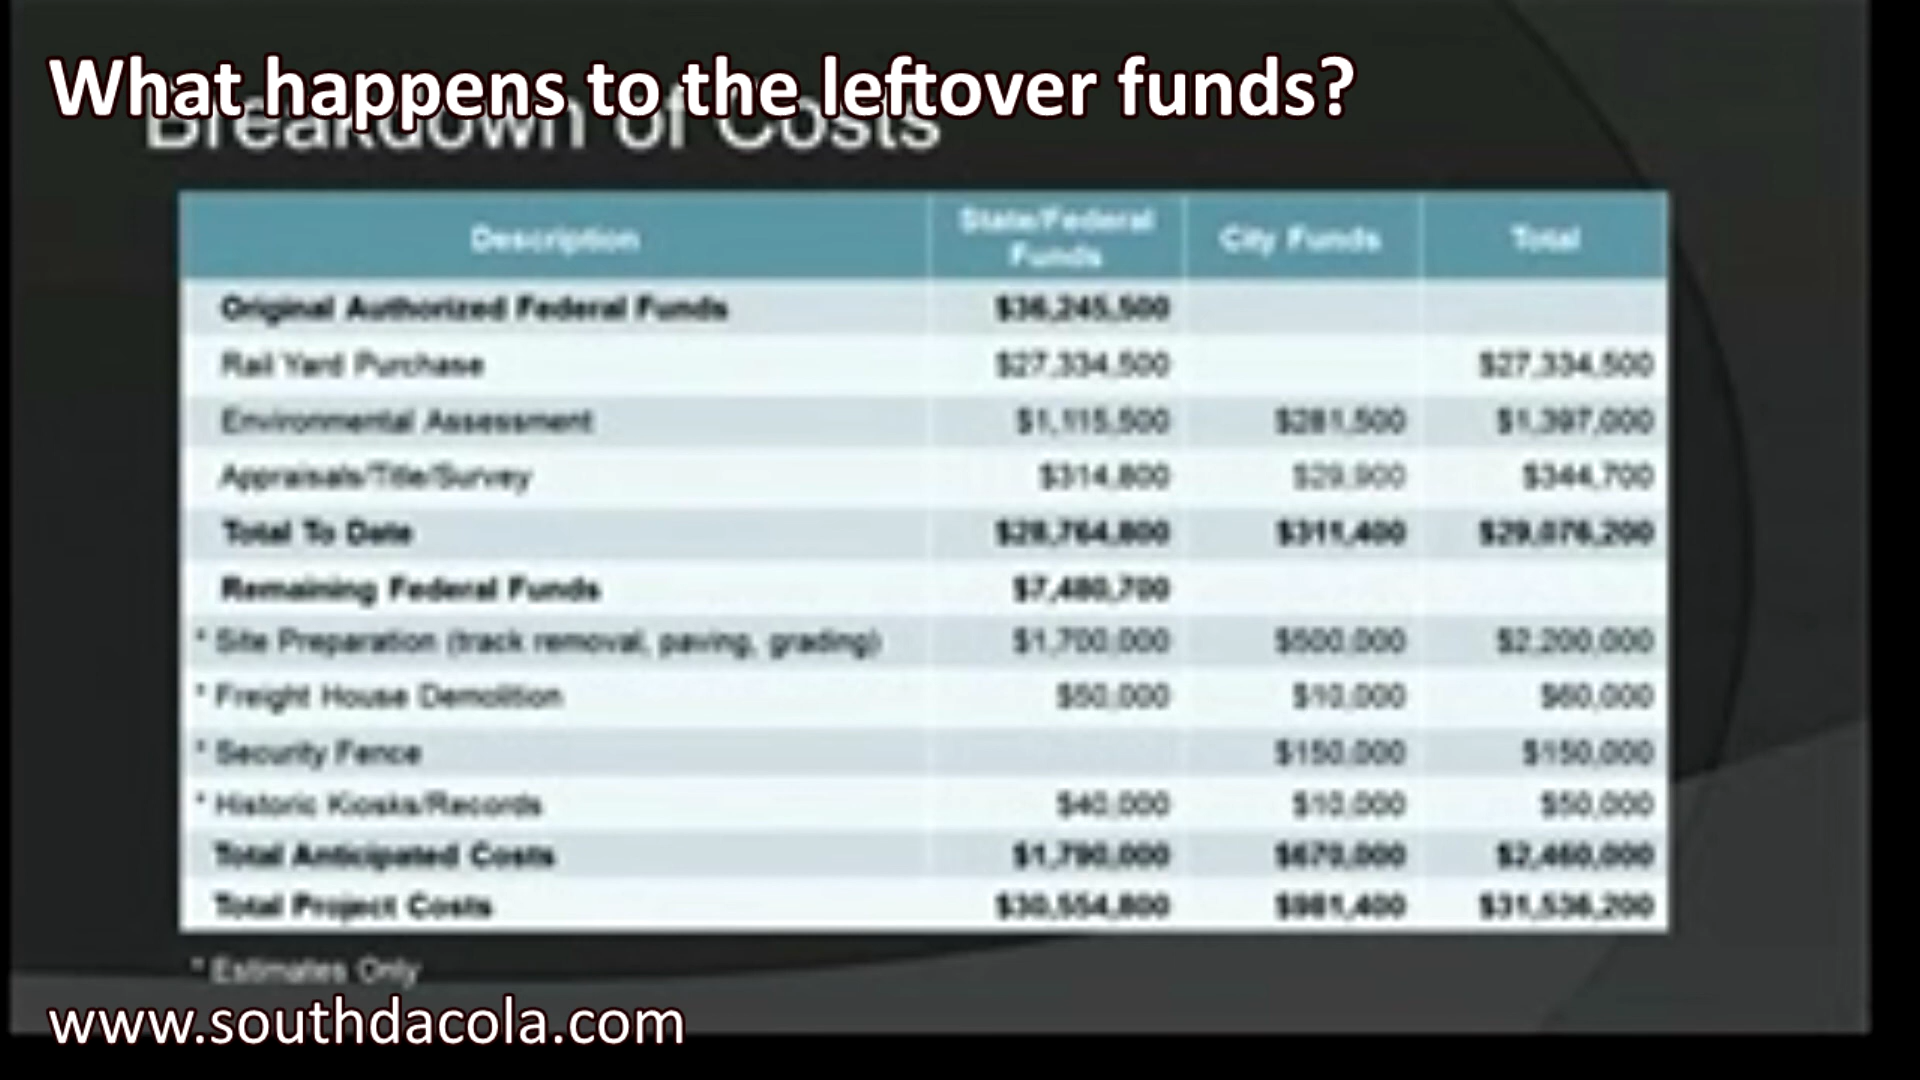 What happens to the leftover funds?
Breakdown of Costs
Description State/Federal Funds City Funds Total
Original Authorized Federal Funds $36,245,500
Rail Yard Purchase $27,334,500 $27,334,500
Environmental Assessment $1,115,500 $281,500 $1,397,000
Appraisals/Title/Survey $314,800 $29,900 $344,700
Total To Date $28,764,800 $311,400 $29,076,200
Remaining Federal Funds $7,480,700
* Site Preparation (track removal, paving, grading) $1,700,000 $500,000 $2,200,000
* Freight House Demolition $50,000 $10,000 $60,000
* Security Fence $150,000 $150,000
* Historic Kiosks/Records $40,000 $10,000 $50,000
Total Anticipated Costs $1,790,000 $670,000 $2,460,000
Total Project Costs $30,554,800 $981,400 $31,536,200
* Estimates Only
www.southdacola.com